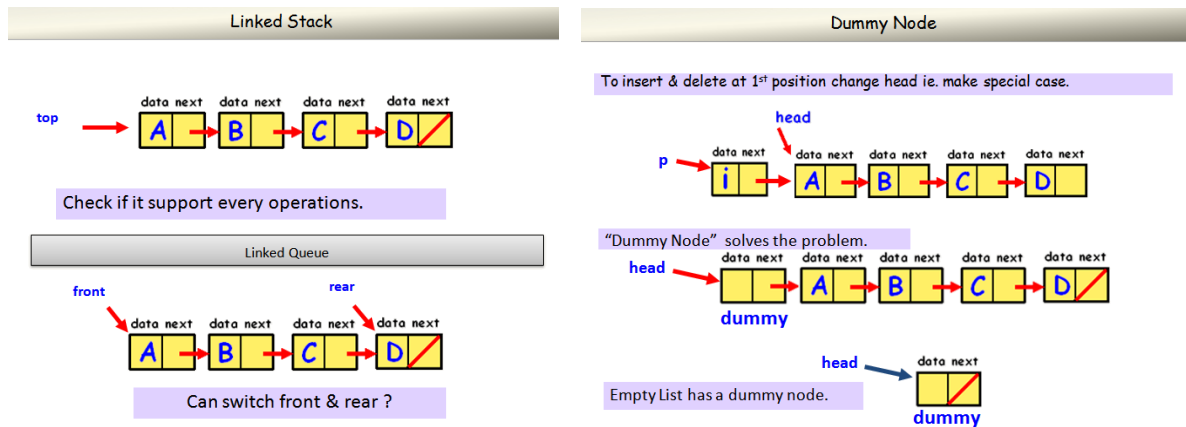 Linked Stack
data next data next data next data next
top
A B C D
Check if it support every operations.
Linked Queue
front
rear
data next data next data next data next
A B C D
Can switch front & rear ?
Dummy Node
To insert & delete at 1st position change head ie. make special case.
head
data next data next data next data next data next
p
i A B C D
“Dummy Node” solves the problem.
data next data next data next data next data next
head
A B C D
dummy
head
data next
Empty List has a dummy node.
dummy